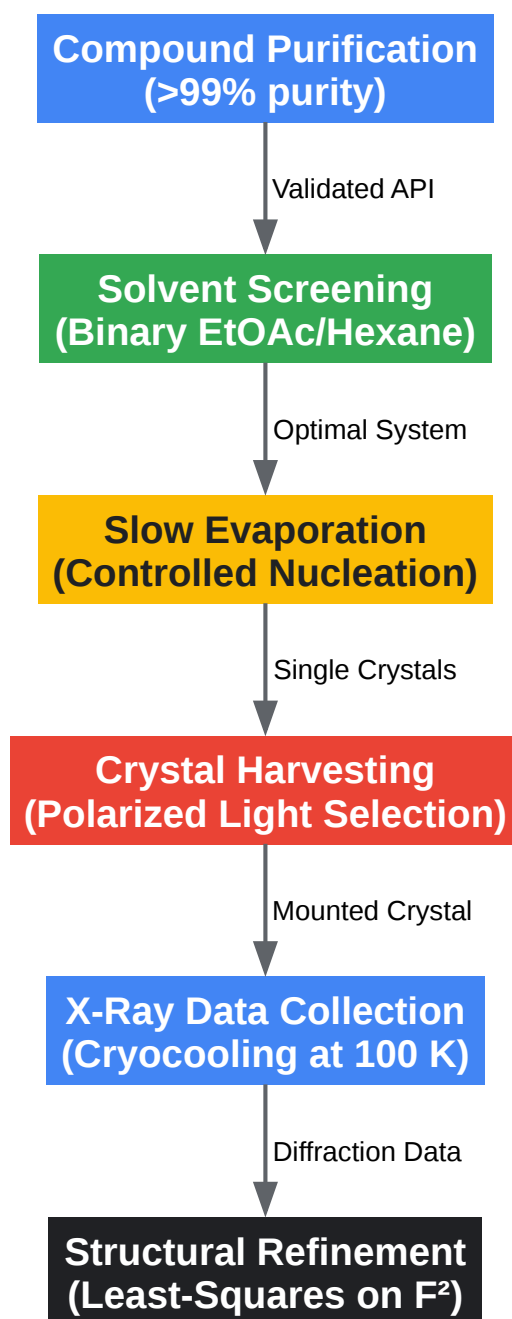 Compound Purification
(>99% purity)
Validated API
Solvent Screening
(Binary EtOAc/Hexane)
Optimal System
Slow Evaporation
(Controlled Nucleation)
Single Crystals
Crystal Harvesting
(Polarized Light Selection)
Mounted Crystal
X-Ray Data Collection
(Cryocooling at 100 K)
Diffraction Data
Structural Refinement
(Least-Squares on F²)